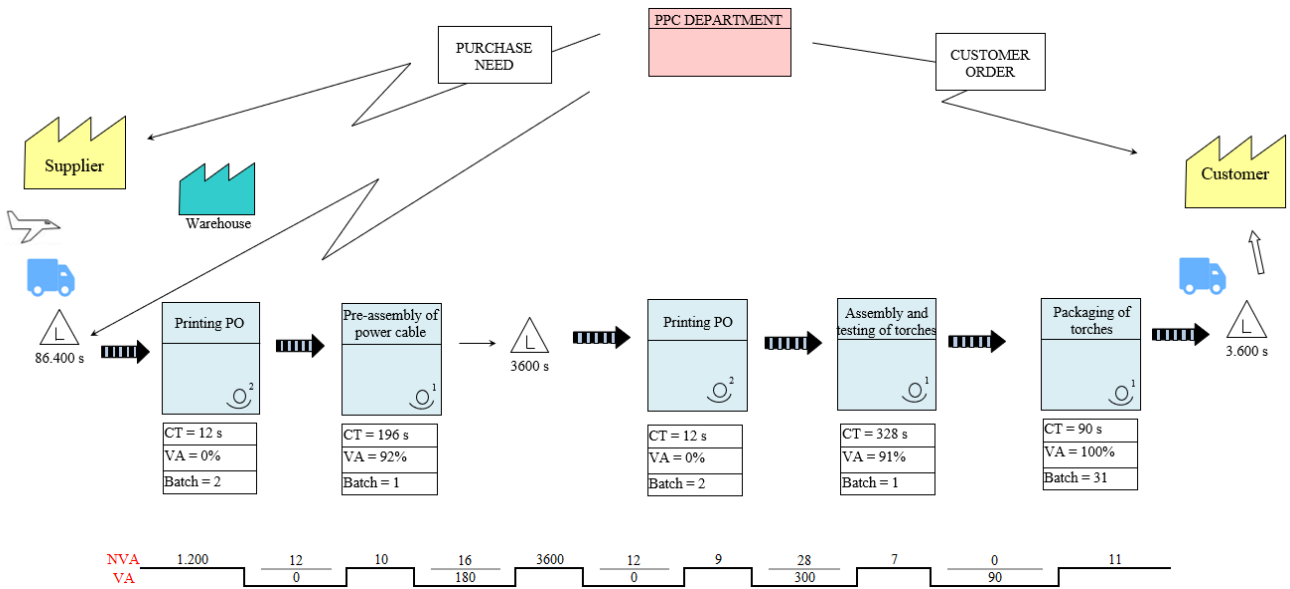 PPC DEPARTMENT
PURCHASE
NEED
CUSTOMER
ORDER
Supplier
Warehouse
Customer
L
86.400 s
Printing PO
2
CT = 12 s
VA = 0%
Batch = 2
Pre-assembly of
power cable
1
CT = 196 s
VA = 92%
Batch = 1
L
3600 s
Printing PO
2
CT = 12 s
VA = 0%
Batch = 2
Assembly and
testing of torches
1
CT = 328 s
VA = 91%
Batch = 1
Packaging of
torches
1
CT = 90 s
VA = 100%
Batch = 31
L
3.600 s
NVA 1.200 12 10 16 3600 12 9 28 7 0 11
VA 0 180 0 300 90